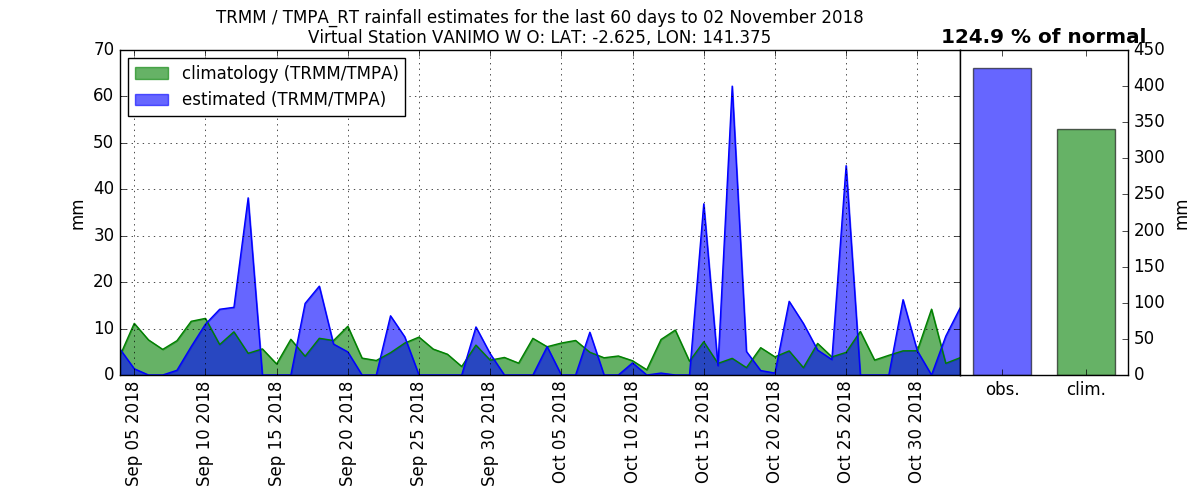 TRMM / TMPA_RT rainfall estimates for the last 60 days to 02 November 2018
Virtual Station VANIMO W O: LAT: -2.625, LON: 141.375
124.9 % of normal
climatology (TRMM/TMPA)
estimated (TRMM/TMPA)
70
60
50
40
30
20
10
0
mm
Sep 05 2018
Sep 10 2018
Sep 15 2018
Sep 20 2018
Sep 25 2018
Sep 30 2018
Oct 05 2018
Oct 10 2018
Oct 15 2018
Oct 20 2018
Oct 25 2018
Oct 30 2018
obs.
clim.
450
400
350
300
250
200
150
100
50
0
mm